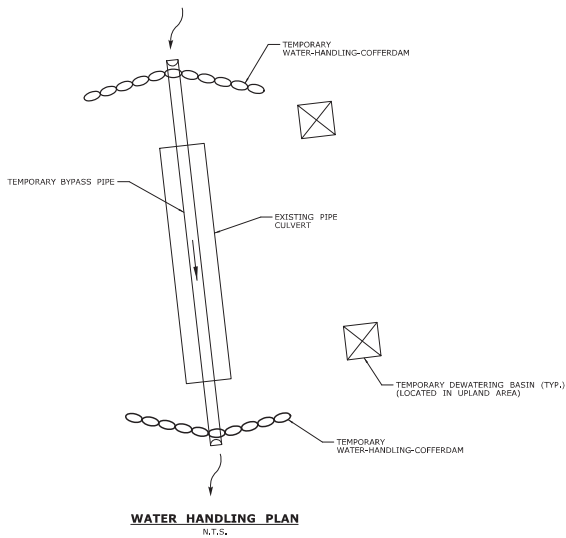 TEMPORARY
WATER-HANDLING-COFFERDAM
TEMPORARY BYPASS PIPE
EXISTING PIPE
CULVERT
TEMPORARY DEWATERING BASIN (TYP.)
(LOCATED IN UPLAND AREA)
TEMPORARY
WATER-HANDLING-COFFERDAM
WATER HANDLING PLAN
N.T.S.